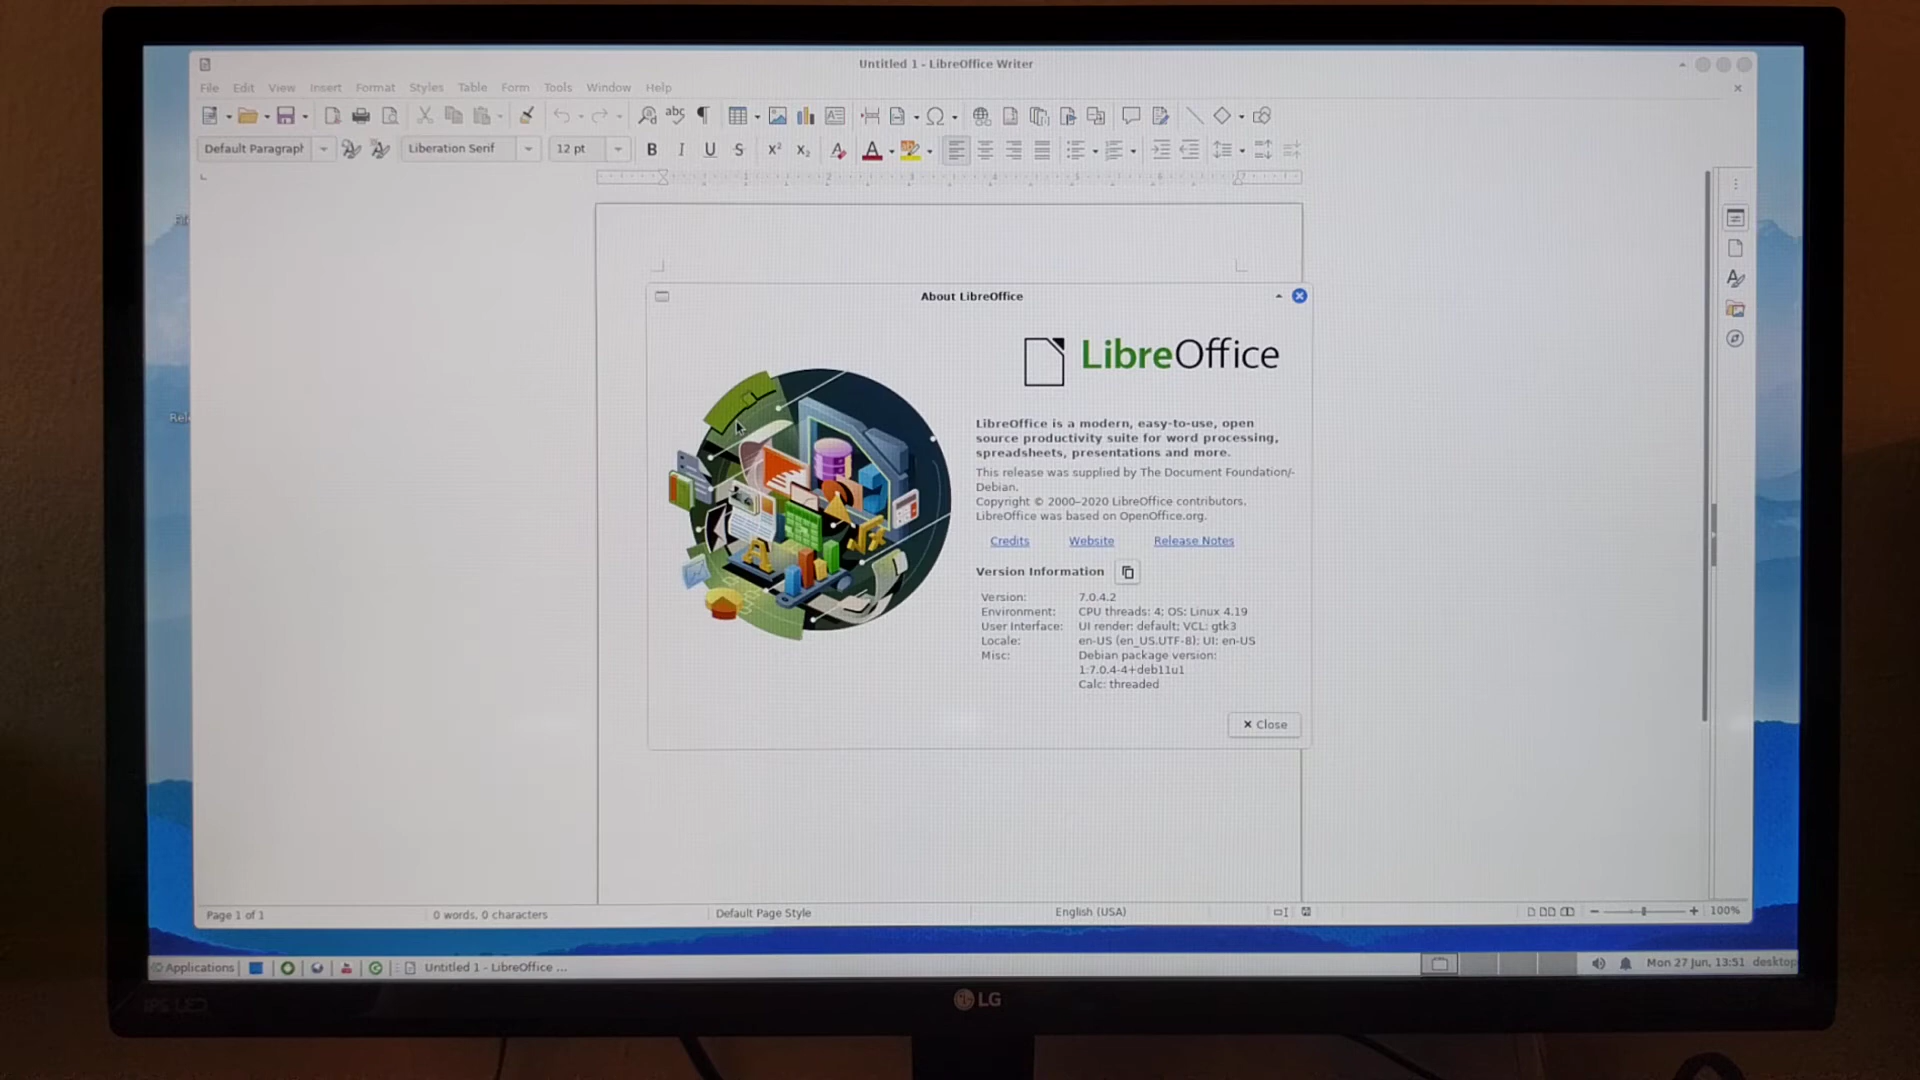 Untitled 1 - LibreOffice Writer
File Edit View Insert Format Styles Table Form Tools Window Help
Default Paragraph Liberation Serif 12 pt
About LibreOffice
LibreOffice
LibreOffice is a modern, easy-to-use, open
source productivity suite for word processing,
spreadsheets, presentations and more.
This release was supplied by The Document Foundation/-
Debian.
Copyright © 2000–2020 LibreOffice contributors.
LibreOffice was based on OpenOffice.org.
Credits Website Release Notes
Version Information
Version: 7.0.4.2
Environment: CPU threads: 4; OS: Linux 4.19
User Interface: UI render: default; VCL: gtk3
Locale: en-US (en_US.UTF-8); UI: en-US
Misc: Debian package version:
1:7.0.4-4+deb11u1
Calc: threaded
Close
Page 1 of 1 0 words, 0 characters Default Page Style English (USA) 100%
Applications Untitled 1 - LibreOffice ... Mon 27 Jun, 13:51 desktop
IPS LED LG